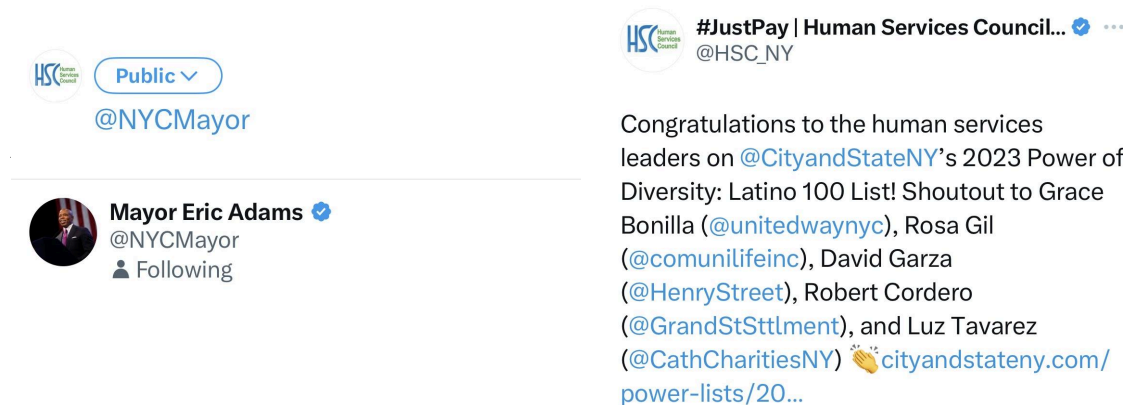 HSC Human Services Council
Public
@NYCMayor
Mayor Eric Adams
@NYCMayor
Following
HSC Human Services Council
#JustPay | Human Services Council...
@HSC_NY
Congratulations to the human services
leaders on @CityandStateNY’s 2023 Power of
Diversity: Latino 100 List! Shoutout to Grace
Bonilla (@unitedwaynyc), Rosa Gil
(@comunilifeinc), David Garza
(@HenryStreet), Robert Cordero
(@GrandStSttlment), and Luz Tavarez
(@CathCharitiesNY) 👏cityandstateny.com/
power-lists/20...